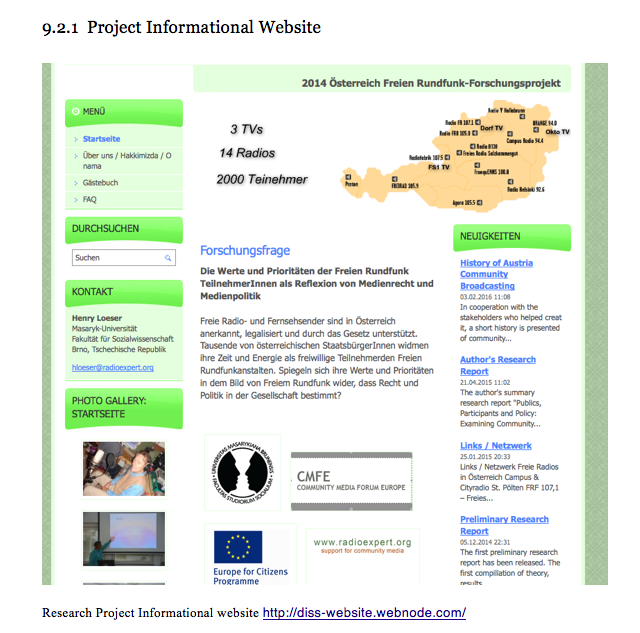 9.2.1 Project Informational Website
2014 Österreich Freien Rundfunk-Forschungsprojekt
MENÜ
Startseite
Über uns / Hakkimizda / O
nama
Gästebuch
FAQ
DURCHSUCHEN
Suchen
KONTAKT
Henry Loeser
Masaryk-Universität
Fakultät für Sozialwissenschaft
Brno, Tschechische Republik
hloeser@radioexpert.org
PHOTO GALLERY:
STARTSEITE
3 TVs
14 Radios
2000 Teinehmer
Radio FR 107.1
Dorf TV
ORANGE 94.0
Okto TV
Radio FRO 105.0
Campus Radio 94.4
Radio B138
Radiofabrik 107.5
Freies Radio Salzkammergut
FS1 TV
Proton
FREIRAD 105.9
Radio Helsinki 92.6
Agora 105.5
Forschungsfrage
Die Werte und Prioritäten der Freien Rundfunk
TeilnehmerInnen als Reflexion von Medienrecht und
Medienpolitik
Freie Radio- und Fernsehsender sind in Österreich
anerkannt, legalisiert und durch das Gesetz unterstützt.
Tausende von österreichischen StaatsbürgerInnen widmen
ihre Zeit und Energie als freiwillige Teilnehmerden Freien
Rundfunkanstalten. Spiegeln sich ihre Werte und Prioritäten
in dem Bild von Freiem Rundfunk wider, dass Recht und
Politik in der Gesellschaft bestimmt?
UNIVERSITAS MASARYKIANA BRUNENSIS
FACULTAS STUDIORUM SOCIALIUM
CMFE
COMMUNITY MEDIA FORUM EUROPE
Europe for Citizens
Programme
www.radioexpert.org
support for community media
NEUIGKEITEN
History of Austria
Community
Broadcasting
03.02.2016 11:08
In cooperation with the
stakeholders who helped creat
it, a short history is presented
of community...
Author's Research
Report
21.04.2015 11:02
The author's summary
research report "Publics,
Participants and Policy:
Examining Community...
Links / Netzwerk
25.01.2015 20:33
Links / Netzwerk Freie Radios
in Österreich Campus &
Cityradio St. Pölten FRF 107,1
– Freies...
Preliminary Research
Report
05.12.2014 22:31
The first preliminary research
report has been released. The
first compiliation of theory,
results
Research Project Informational website http://diss-website.webnode.com/